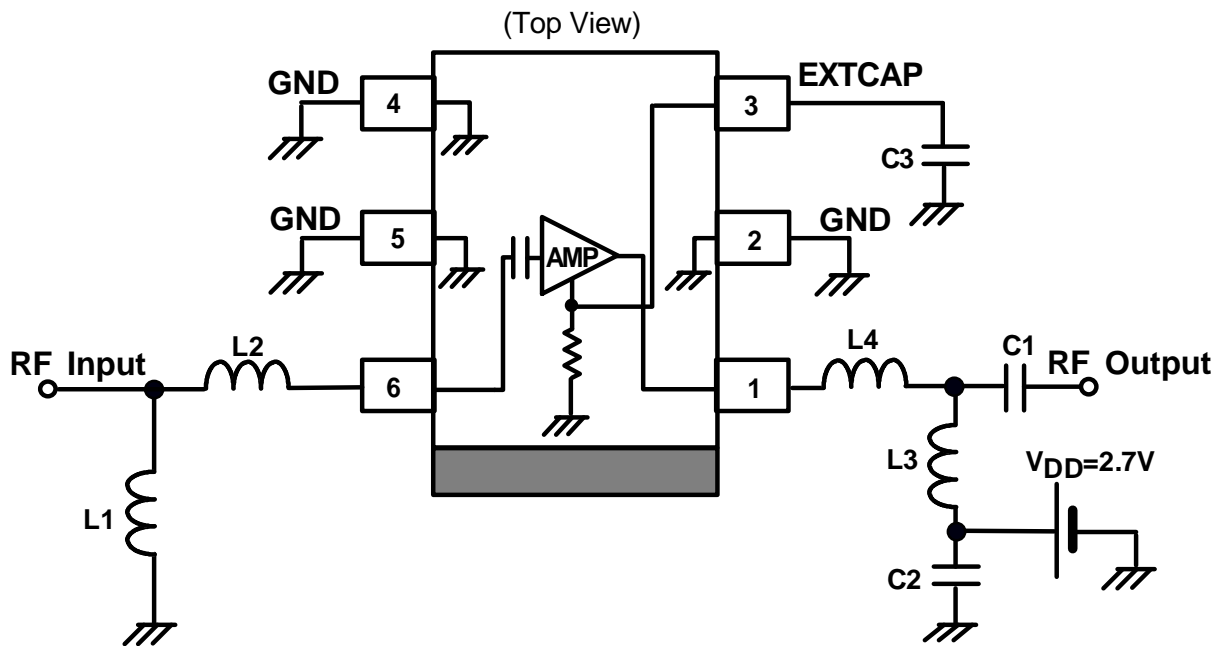 (Top View)
GND
4
3
EXTCAP
C3
GND
5
2
GND
AMP
RF Input
L2
6
1
L4
C1
RF Output
L1
L3
VDD=2.7V
C2